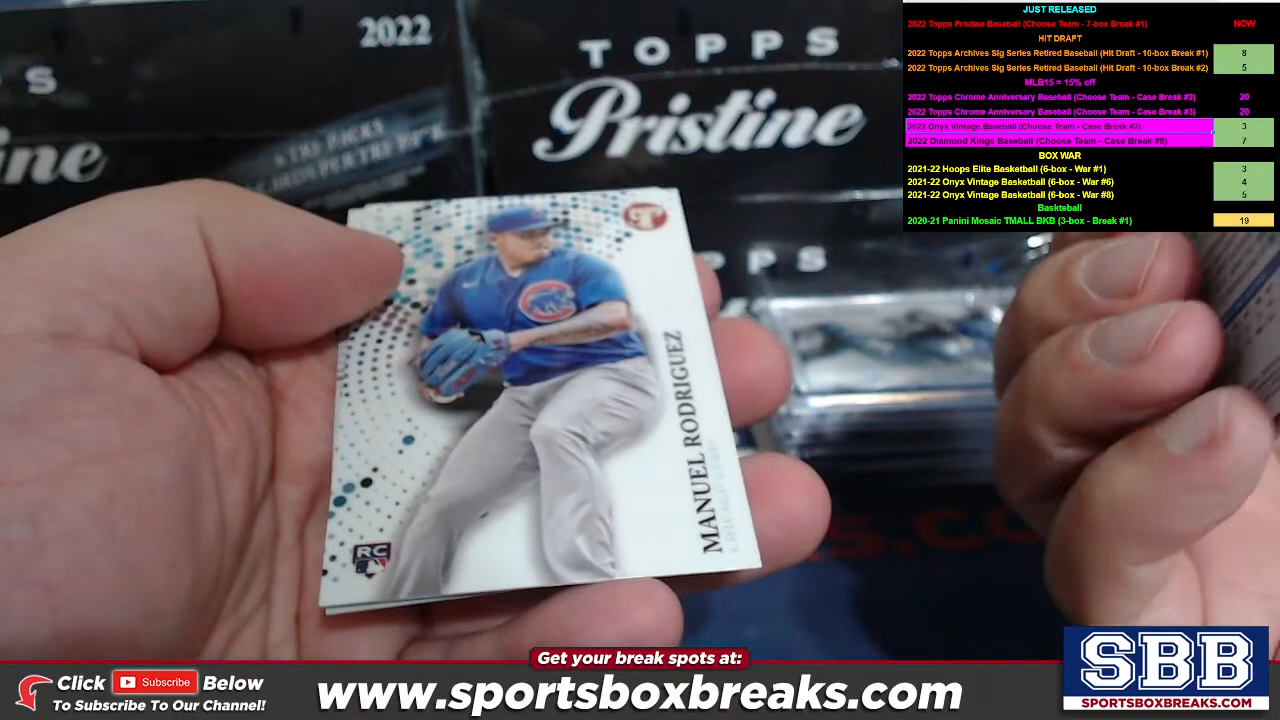 2022
TOPPS
Pristine
S
ine
PPS
MANUEL RODRIGUEZ
CHICAGO CUBS
RC
JUST RELEASED
2022 Topps Pristine Baseball (Choose Team - 7-box Break #1) NOW
HIT DRAFT
2022 Topps Archives Sig Series Retired Baseball (Hit Draft - 10-box Break #1) 8
2022 Topps Archives Sig Series Retired Baseball (Hit Draft - 10-box Break #2) 5
MLB15 = 15% off
2022 Topps Chrome Anniversary Baseball (Choose Team - Case Break #2) 20
2022 Topps Chrome Anniversary Baseball (Choose Team - Case Break #3) 20
2022 Onyx Vintage Baseball (Choose Team - Case Break #2) 3
2022 Diamond Kings Baseball (Choose Team - Case Break #8) 7
BOX WAR
2021-22 Hoops Elite Basketball (6-box - War #1) 3
2021-22 Onyx Vintage Basketball (6-box - War #6) 4
2021-22 Onyx Vintage Basketball (6-box - War #8) 5
Baskteball
2020-21 Panini Mosaic TMALL BKB (3-box - Break #1) 19
S.CO
Get your break spots at:
Click Subscribe Below
To Subscribe To Our Channel!
www.sportsboxbreaks.com
SBB
SPORTSBOXBREAKS.COM